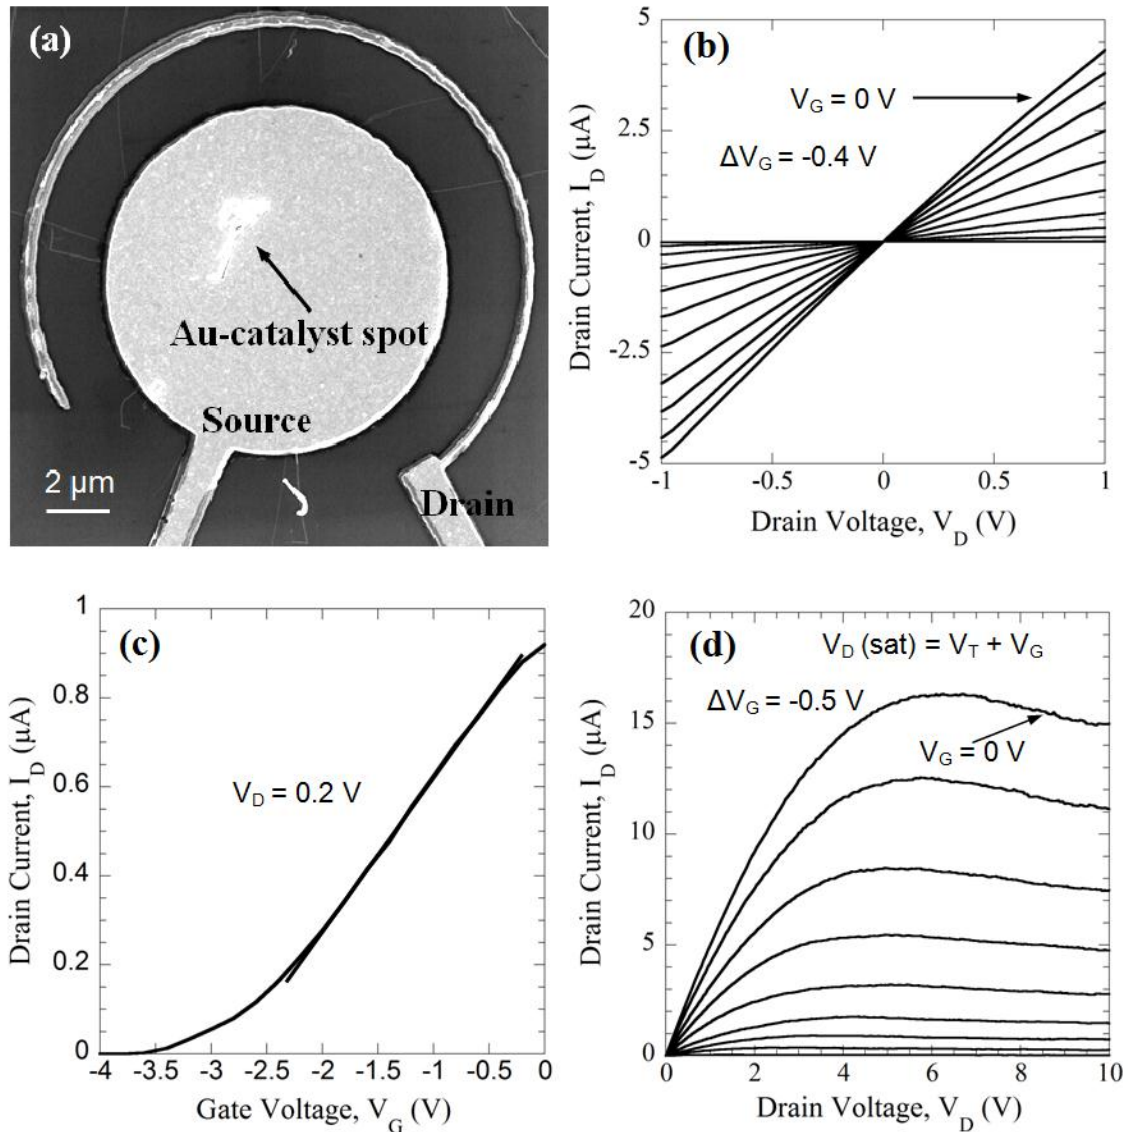 (a)
Au-catalyst spot
Source
2 μm
Drain
(b)
5
V_G = 0 V
2.5
ΔV_G = -0.4 V
0
-2.5
-5
Drain Current, I_D (μA)
-1
-0.5
0
0.5
1
Drain Voltage, V_D (V)
(c)
1
0.8
0.6
V_D = 0.2 V
0.4
0.2
0
Drain Current, I_D (μA)
-4
-3.5
-3
-2.5
-2
-1.5
-1
-0.5
0
Gate Voltage, V_G (V)
(d)
20
V_D (sat) = V_T + V_G
ΔV_G = -0.5 V
15
V_G = 0 V
10
5
0
Drain Current, I_D (μA)
0
2
4
6
8
10
Drain Voltage, V_D (V)